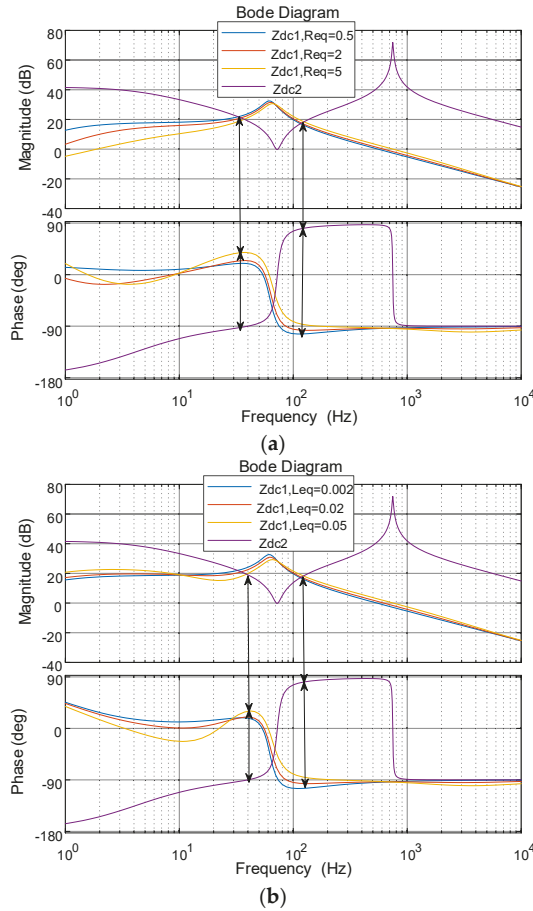 Bode Diagram
Zdc1,Req=0.5
Zdc1,Req=2
Zdc1,Req=5
Zdc2
Magnitude (dB)
80
60
40
20
0
20
40
Phase (deg)
90
0
-90
-180
10^0
10^1
10^2
10^3
10^4
Frequency (Hz)
(a)
Bode Diagram
Zdc1,Leq=0.002
Zdc1,Leq=0.02
Zdc1,Leq=0.05
Zdc2
Magnitude (dB)
80
60
40
20
0
20
40
Phase (deg)
90
0
-90
-180
10^0
10^1
10^2
10^3
10^4
Frequency (Hz)
(b)